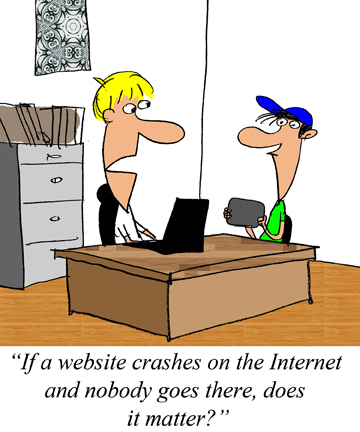 “If a website crashes on the Internet
and nobody goes there, does
it matter?”